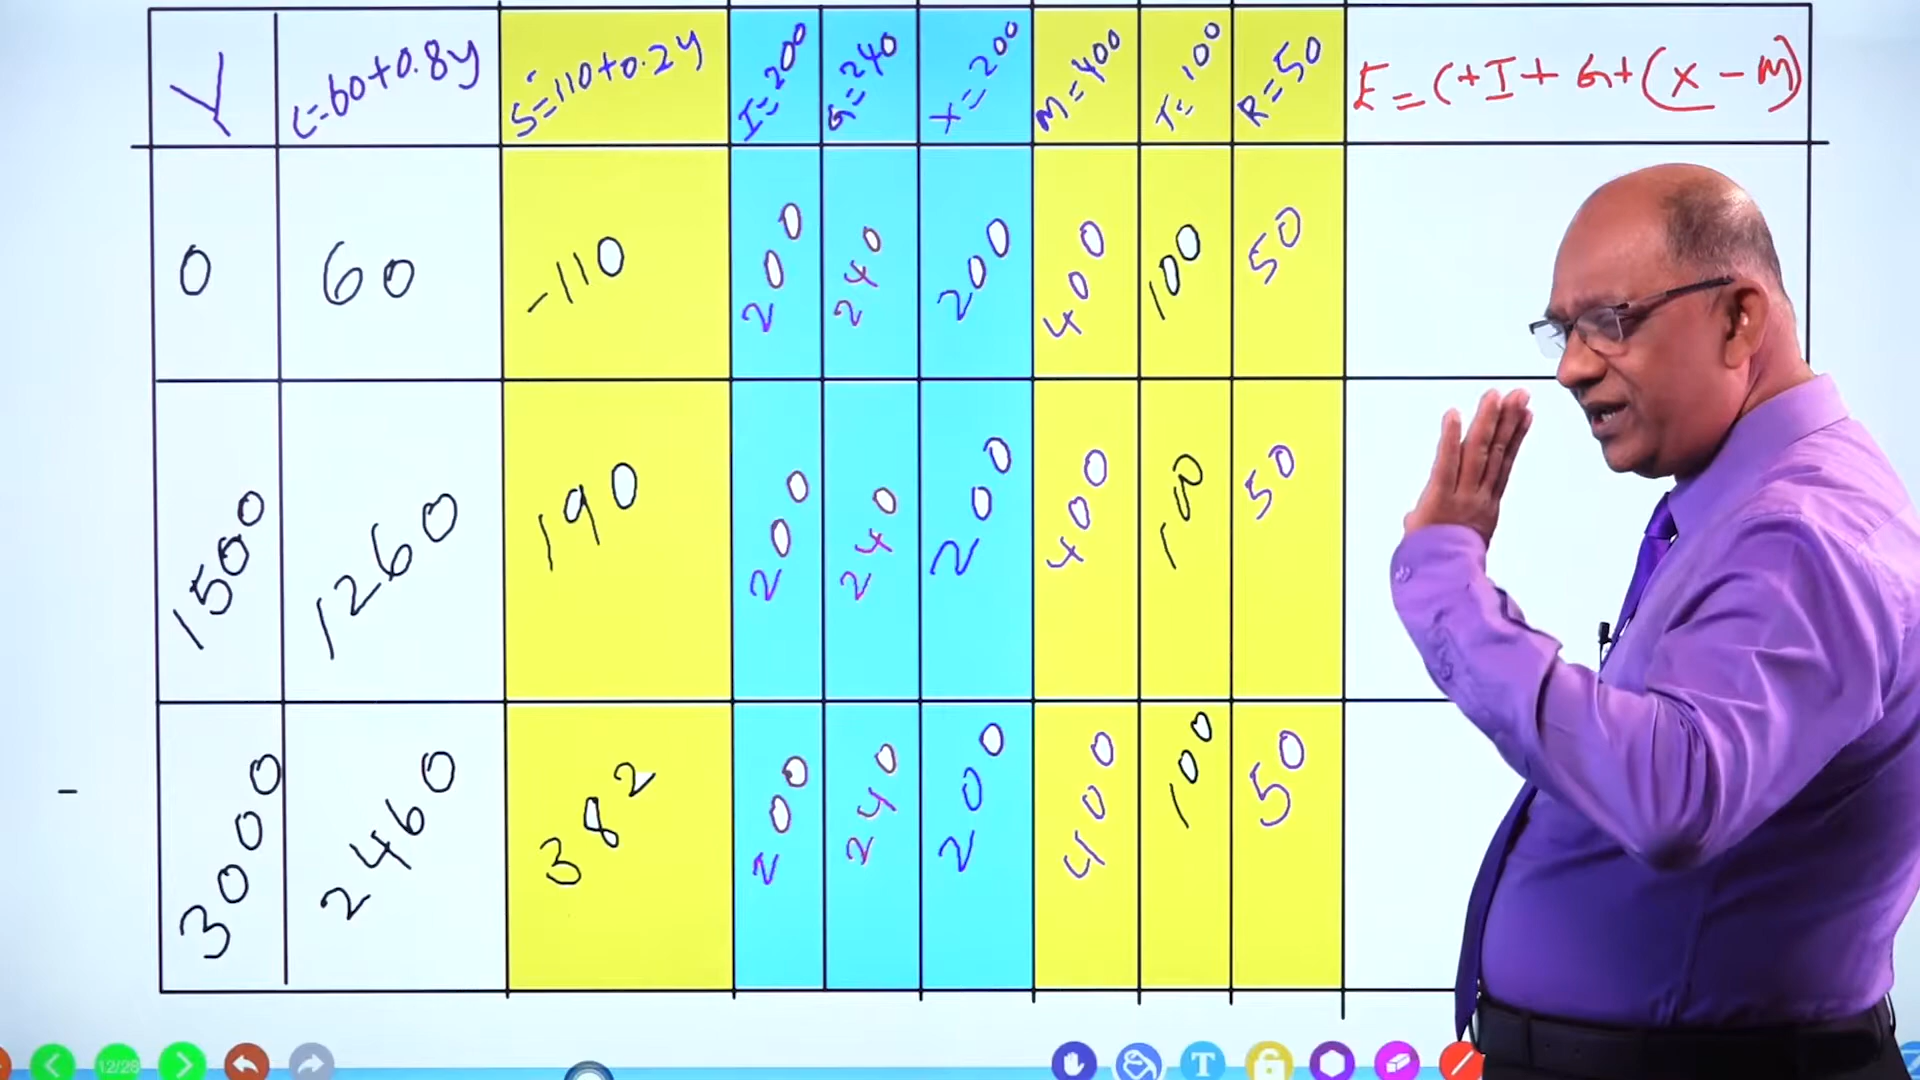 Y C=60+0.8y S=-110+0.2y I=200 G=240 X=200 M=400 T=100 R=50 E=C+I+G+(X-M)
0 60 -110 200 240 200 400 100 50
1500 1260 190 200 240 200 400 100 50
- 3000 2460 382 200 240 200 400 100 50
12/28
T